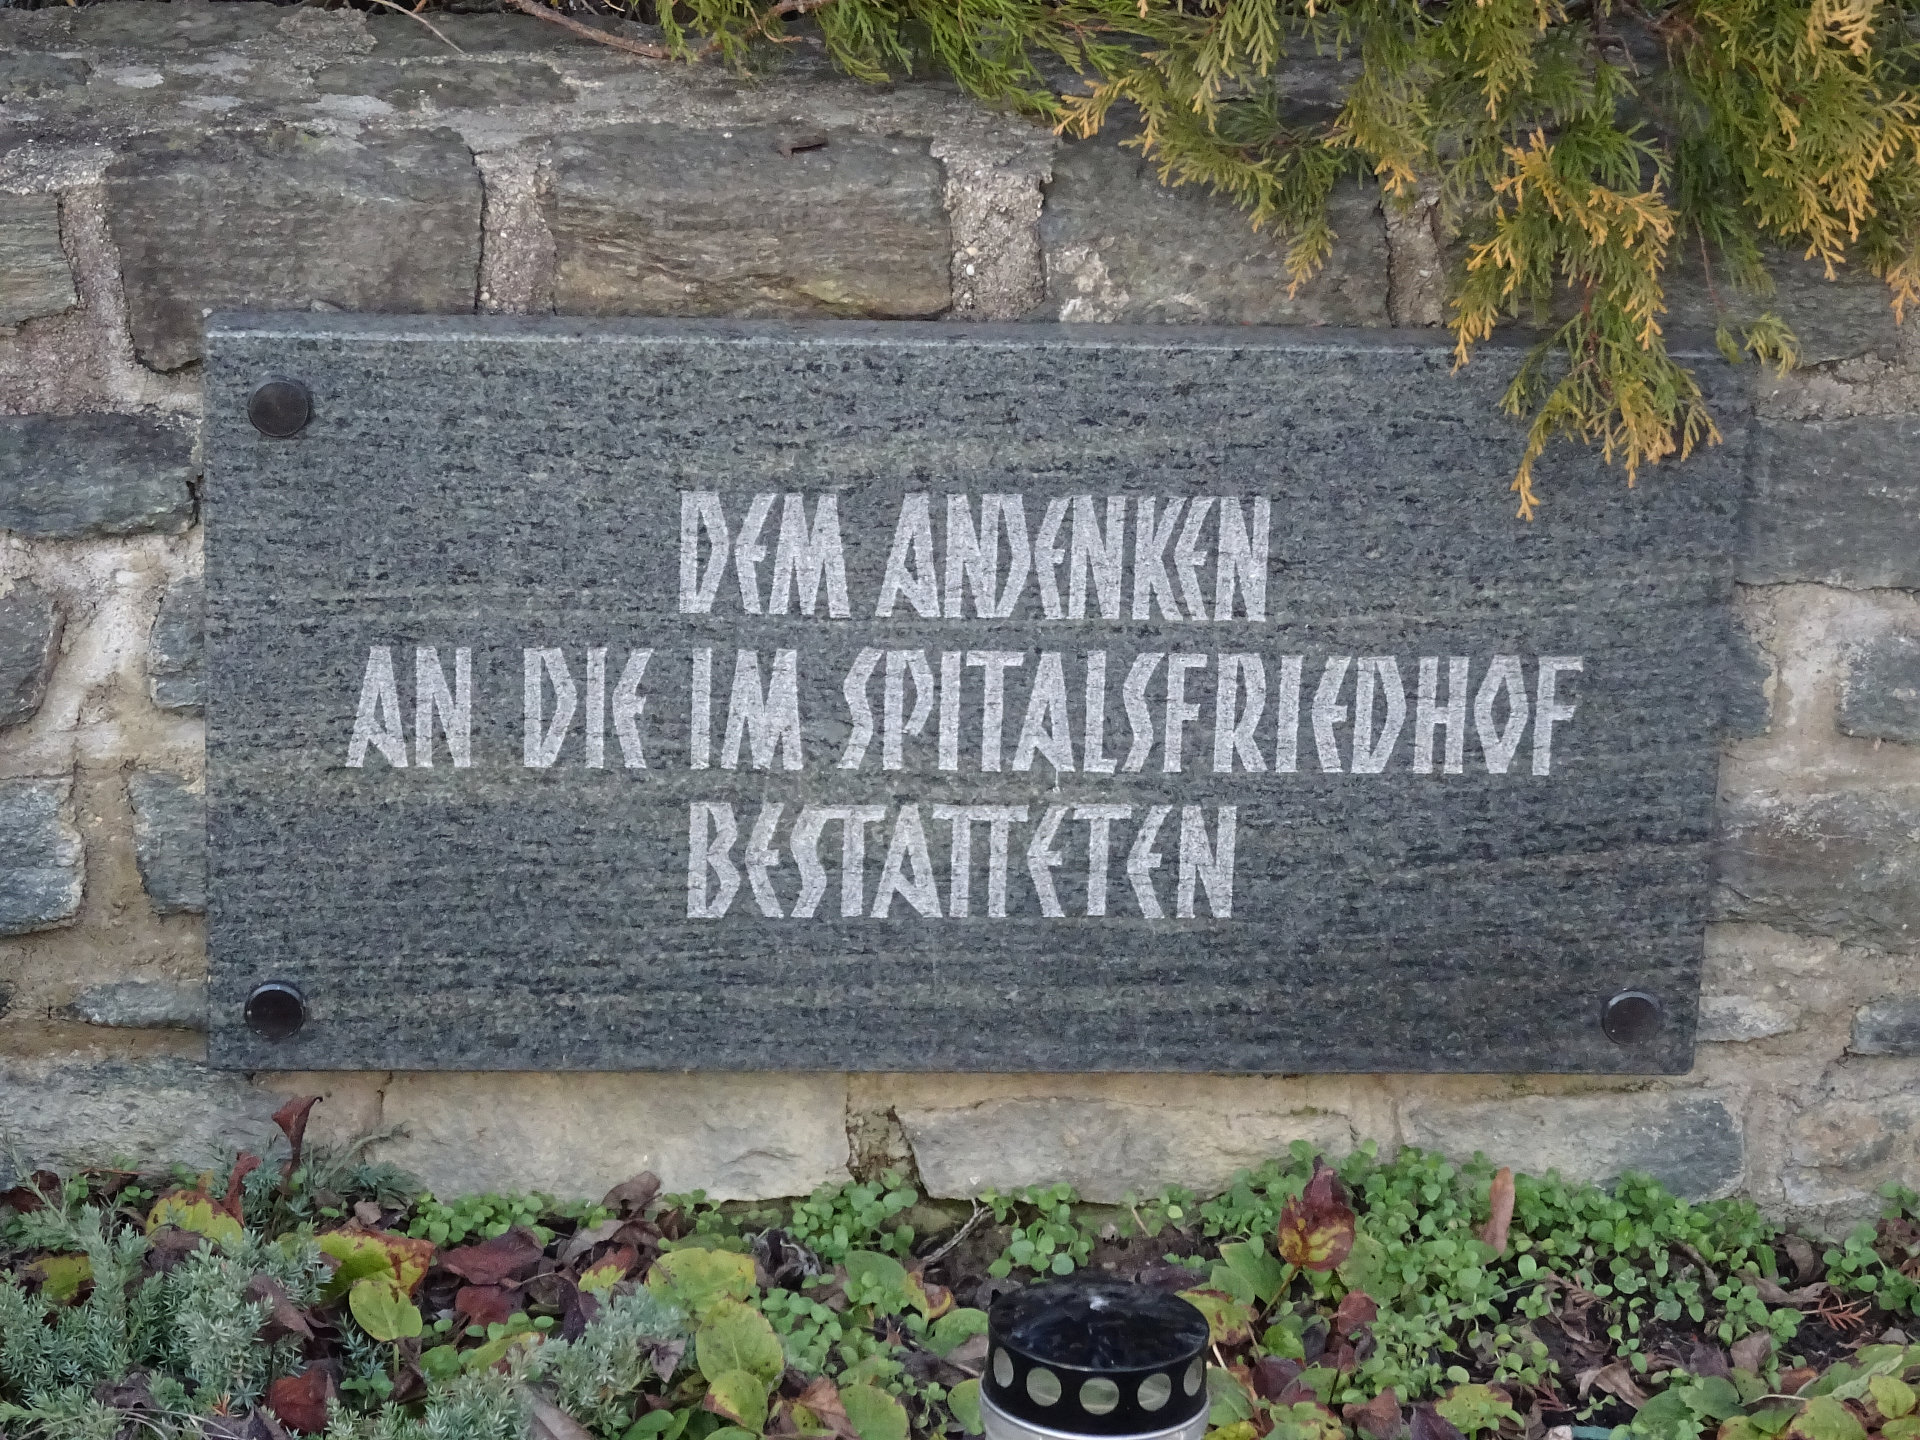 DEM ANDENKEN
AN DIE IM SPITALSFRIEDHOF
BESTATTETEN